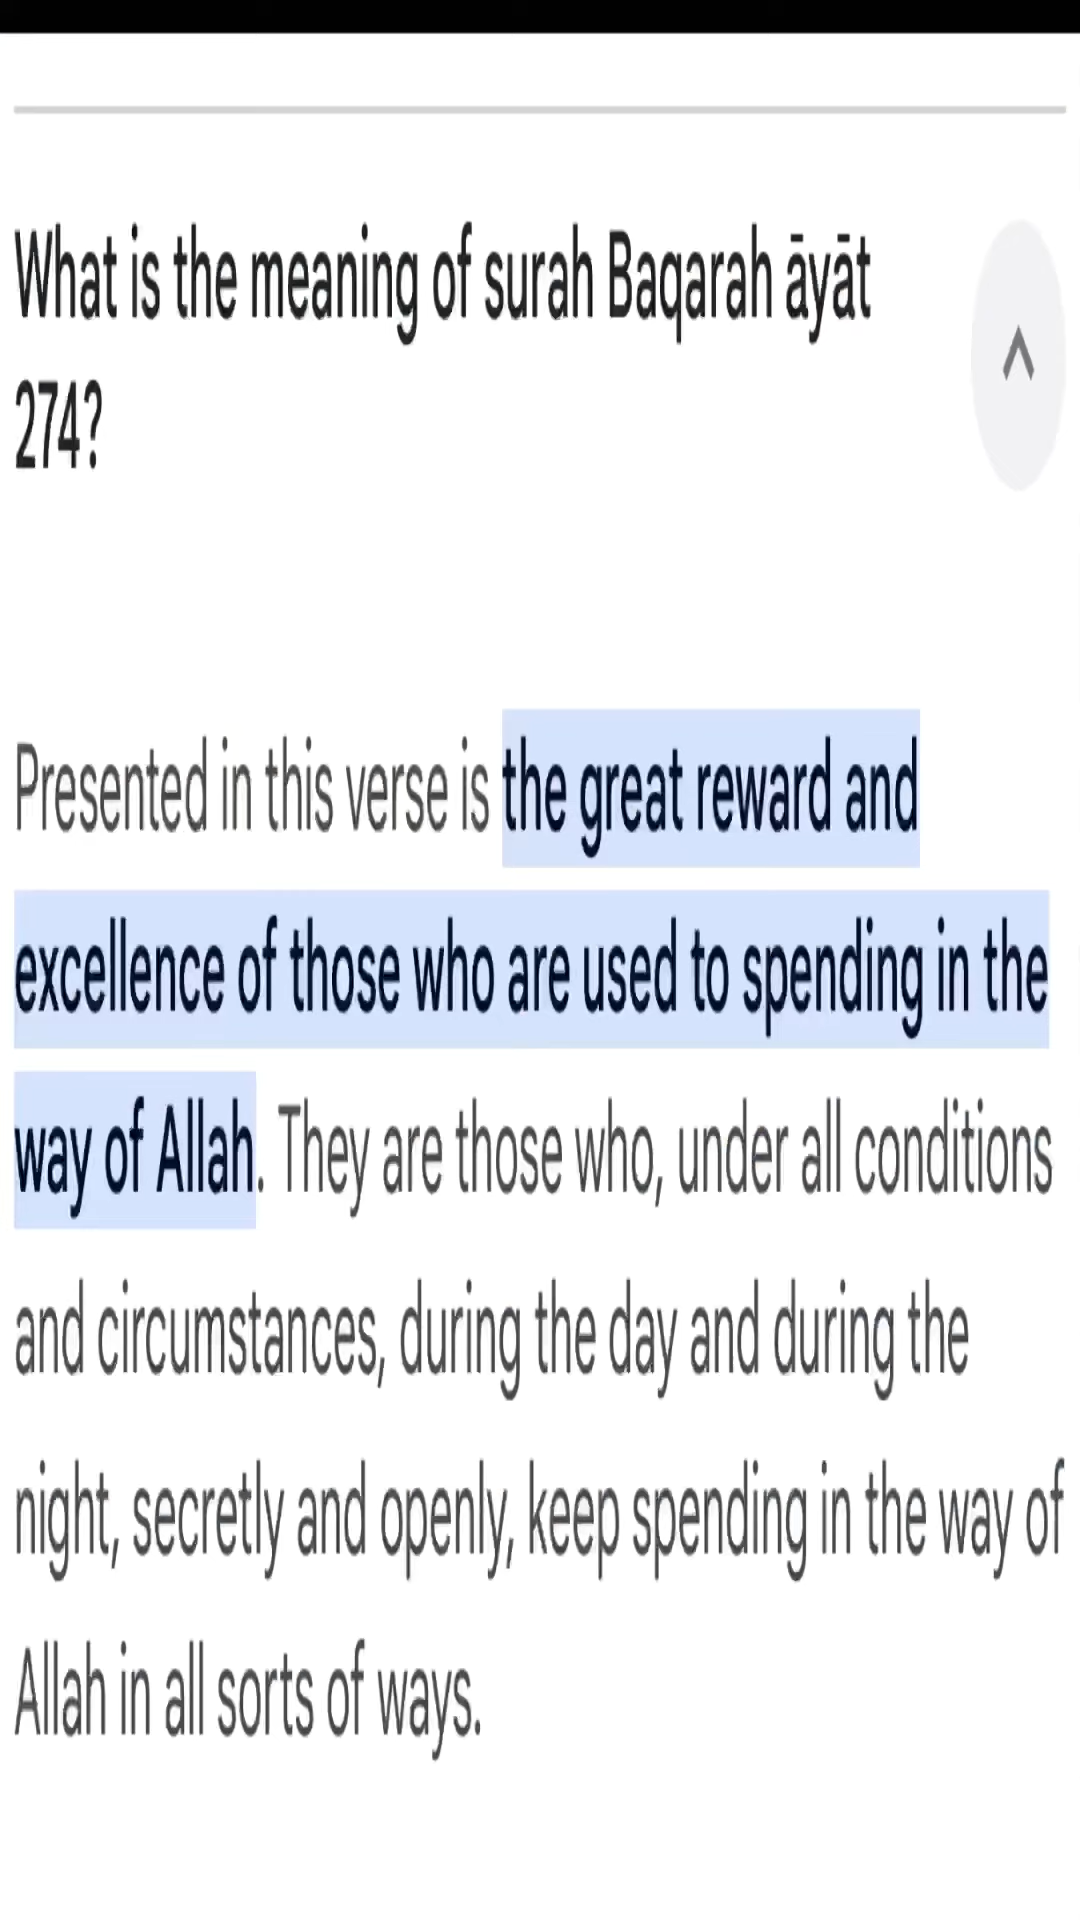 What is the meaning of surah Baqarah āyāt
274?
Presented in this verse is the great reward and
excellence of those who are used to spending in the
way of Allah. They are those who, under all conditions
and circumstances, during the day and during the
night, secretly and openly, keep spending in the way of
Allah in all sorts of ways.